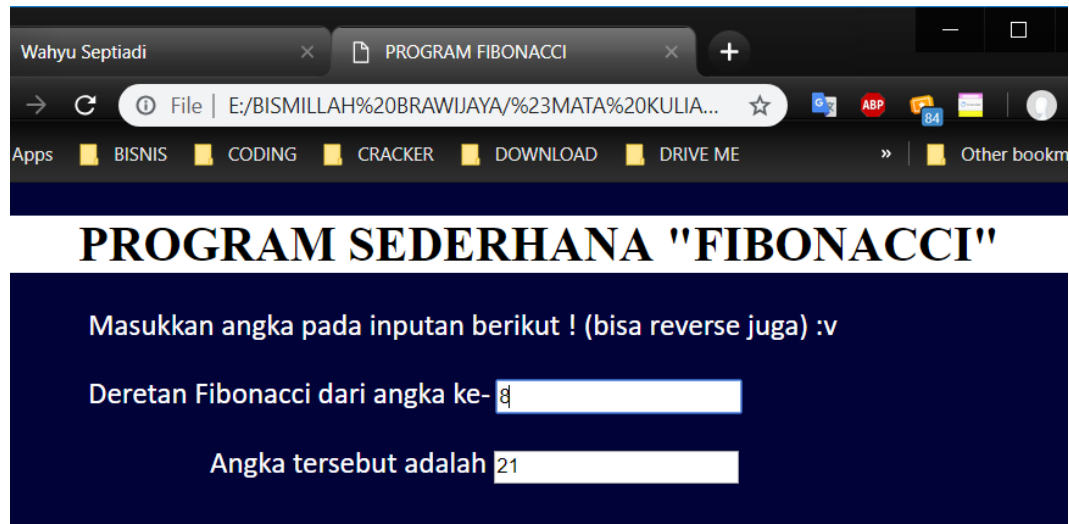 Wahyu Septiadi × PROGRAM FIBONACCI × +
File | E:/BISMILLAH%20BRAWIJAYA/%23MATA%20KULIA... ABP 84
Apps BISNIS CODING CRACKER DOWNLOAD DRIVE ME » Other bookm
PROGRAM SEDERHANA "FIBONACCI"
Masukkan angka pada inputan berikut ! (bisa reverse juga) :v
Deretan Fibonacci dari angka ke- 8
Angka tersebut adalah 21